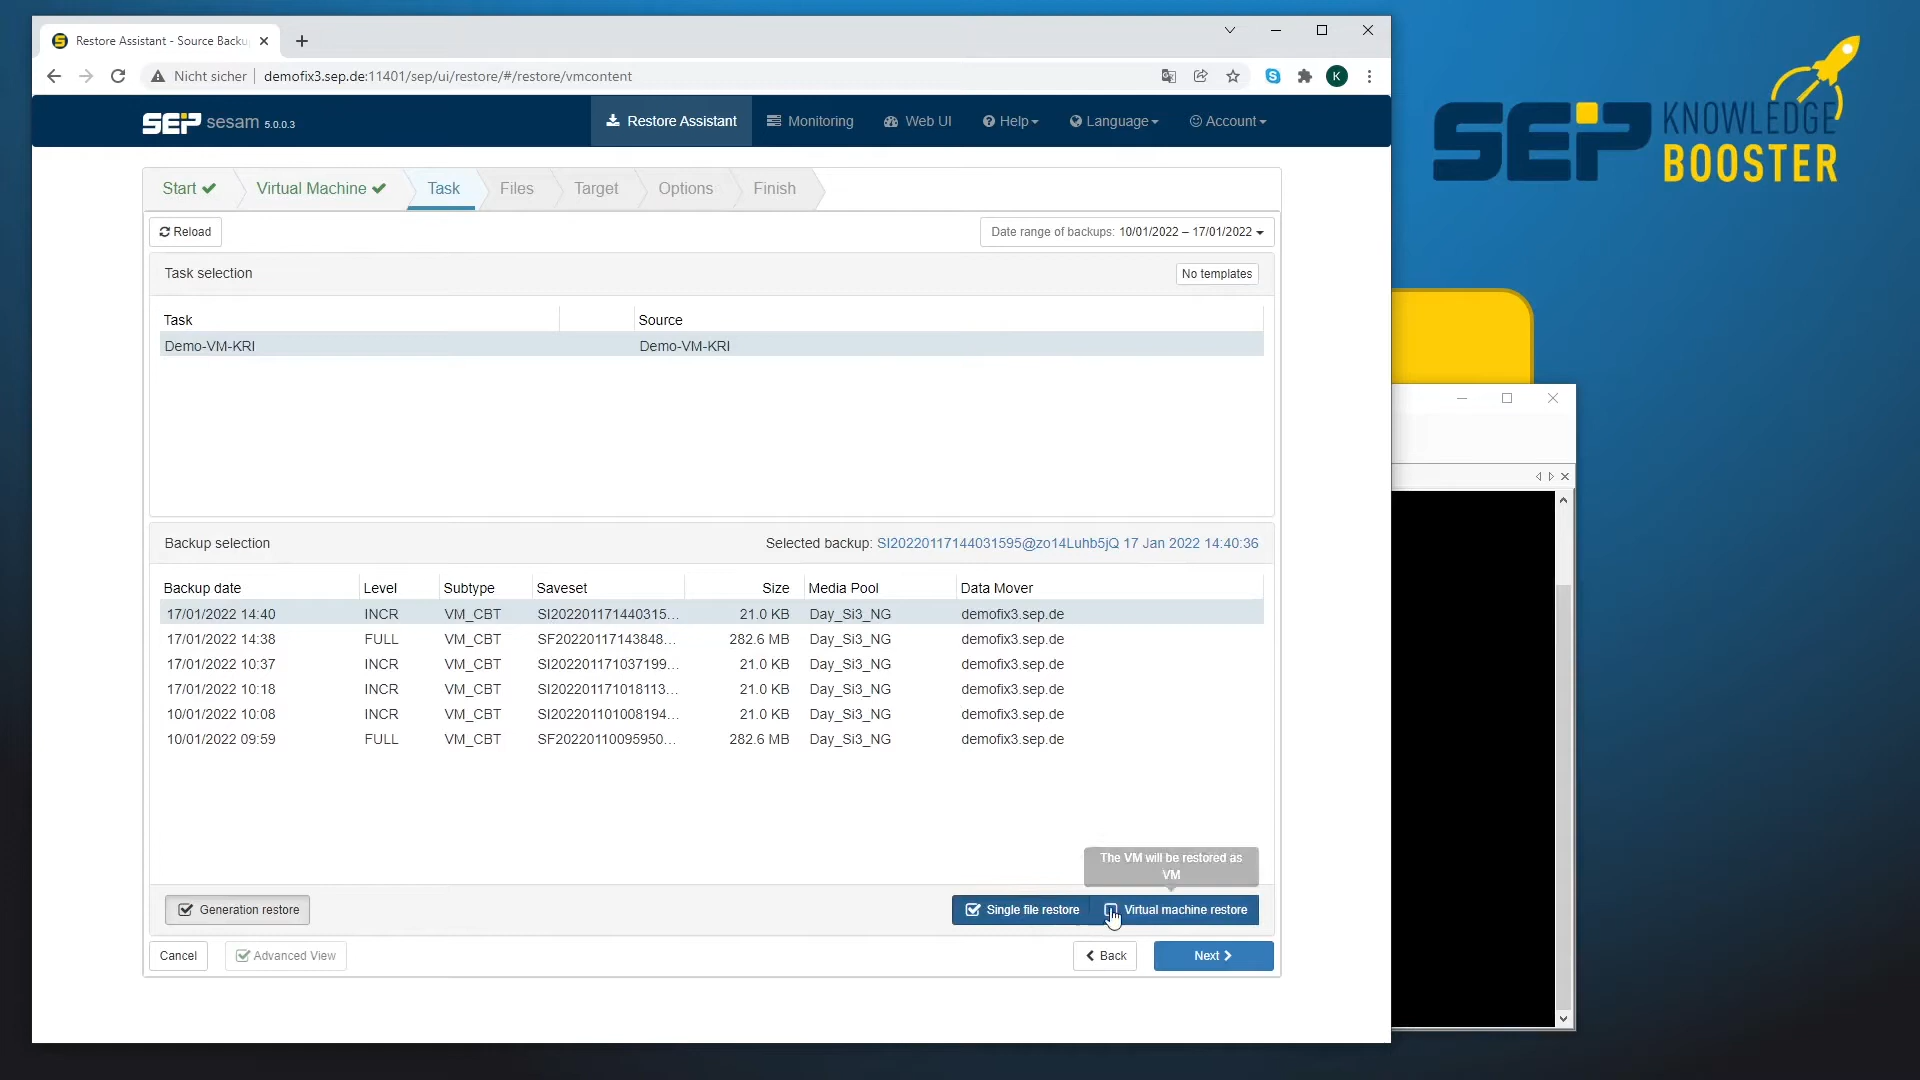 Restore Assistant - Source Backu
Nicht sicher demofix3.sep.de:11401/sep/ui/restore/#/restore/vmcontent
K
SEP sesam 5.0.0.3
Restore Assistant Monitoring Web UI Help Language Account
SEP KNOWLEDGE BOOSTER
Start Virtual Machine Task Files Target Options Finish
Reload
Date range of backups: 10/01/2022 – 17/01/2022
Task selection
No templates
Task Source
Demo-VM-KRI Demo-VM-KRI
Backup selection
Selected backup: SI20220117144031595@zo14Luhb5jQ 17 Jan 2022 14:40:36
Backup date Level Subtype Saveset Size Media Pool Data Mover
17/01/2022 14:40 INCR VM_CBT SI202201171440315... 21.0 KB Day_Si3_NG demofix3.sep.de
17/01/2022 14:38 FULL VM_CBT SF20220117143848... 282.6 MB Day_Si3_NG demofix3.sep.de
17/01/2022 10:37 INCR VM_CBT SI202201171037199... 21.0 KB Day_Si3_NG demofix3.sep.de
17/01/2022 10:18 INCR VM_CBT SI202201171018113... 21.0 KB Day_Si3_NG demofix3.sep.de
10/01/2022 10:08 INCR VM_CBT SI202201101008194... 21.0 KB Day_Si3_NG demofix3.sep.de
10/01/2022 09:59 FULL VM_CBT SF20220110095950... 282.6 MB Day_Si3_NG demofix3.sep.de
The VM will be restored as
VM
Generation restore
Single file restore Virtual machine restore
Cancel Advanced View Back Next